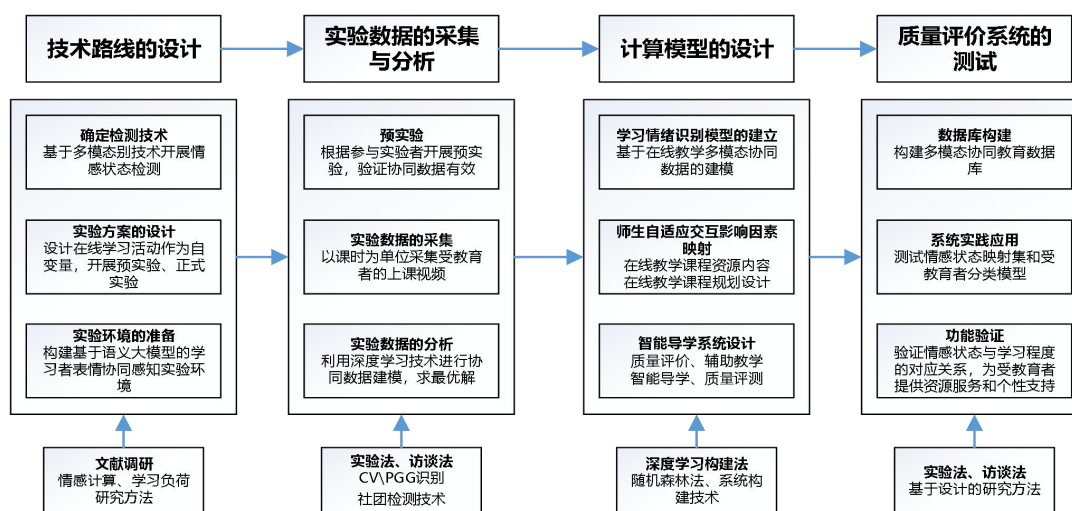 技术路线的设计
实验数据的采集
与分析
计算模型的设计
质量评价系统的
测试
确定检测技术
基于多模态别技术开展情
感状态检测
实验方案的设计
设计在线学习活动作为自
变量，开展预实验、正式
实验
实验环境的准备
构建基于语义大模型的学
习者表情协同感知实验环
境
文献调研
情感计算、学习负荷
研究方法
预实验
根据参与实验者开展预实
验，验证协同数据有效
实验数据的采集
以课时为单位采集受教育
者的上课视频
实验数据的分析
利用深度学习技术进行协
同数据建模，求最优解
实验法、访谈法
CV\PGG识别
社团检测技术
学习情绪识别模型的建立
基于在线教学多模态协同
数据的建模
师生自适应交互影响因素
映射
在线教学课程资源内容
在线教学课程规划设计
智能导学系统设计
质量评价、辅助教学
智能导学、质量评测
深度学习构建法
随机森林法、系统构
建技术
数据库构建
构建多模态协同教育数据
库
系统实践应用
测试情感状态映射集和受
教育者分类模型
功能验证
验证情感状态与学习程度
的对应关系，为受教育者
提供资源服务和个性支持
实验法、访谈法
基于设计的研究方法